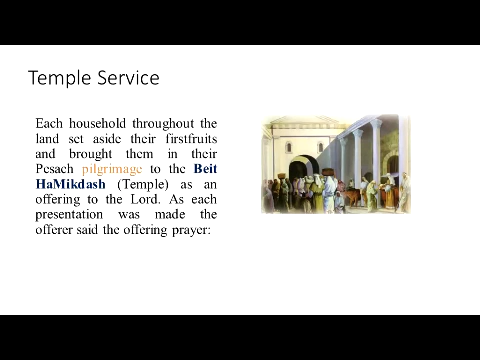 Temple Service
Each household throughout the
land set aside their firstfruits
and brought them in their
Pesach pilgrimage to the Beit
HaMikdash (Temple) as an
offering to the Lord. As each
presentation was made the
offerer said the offering prayer: